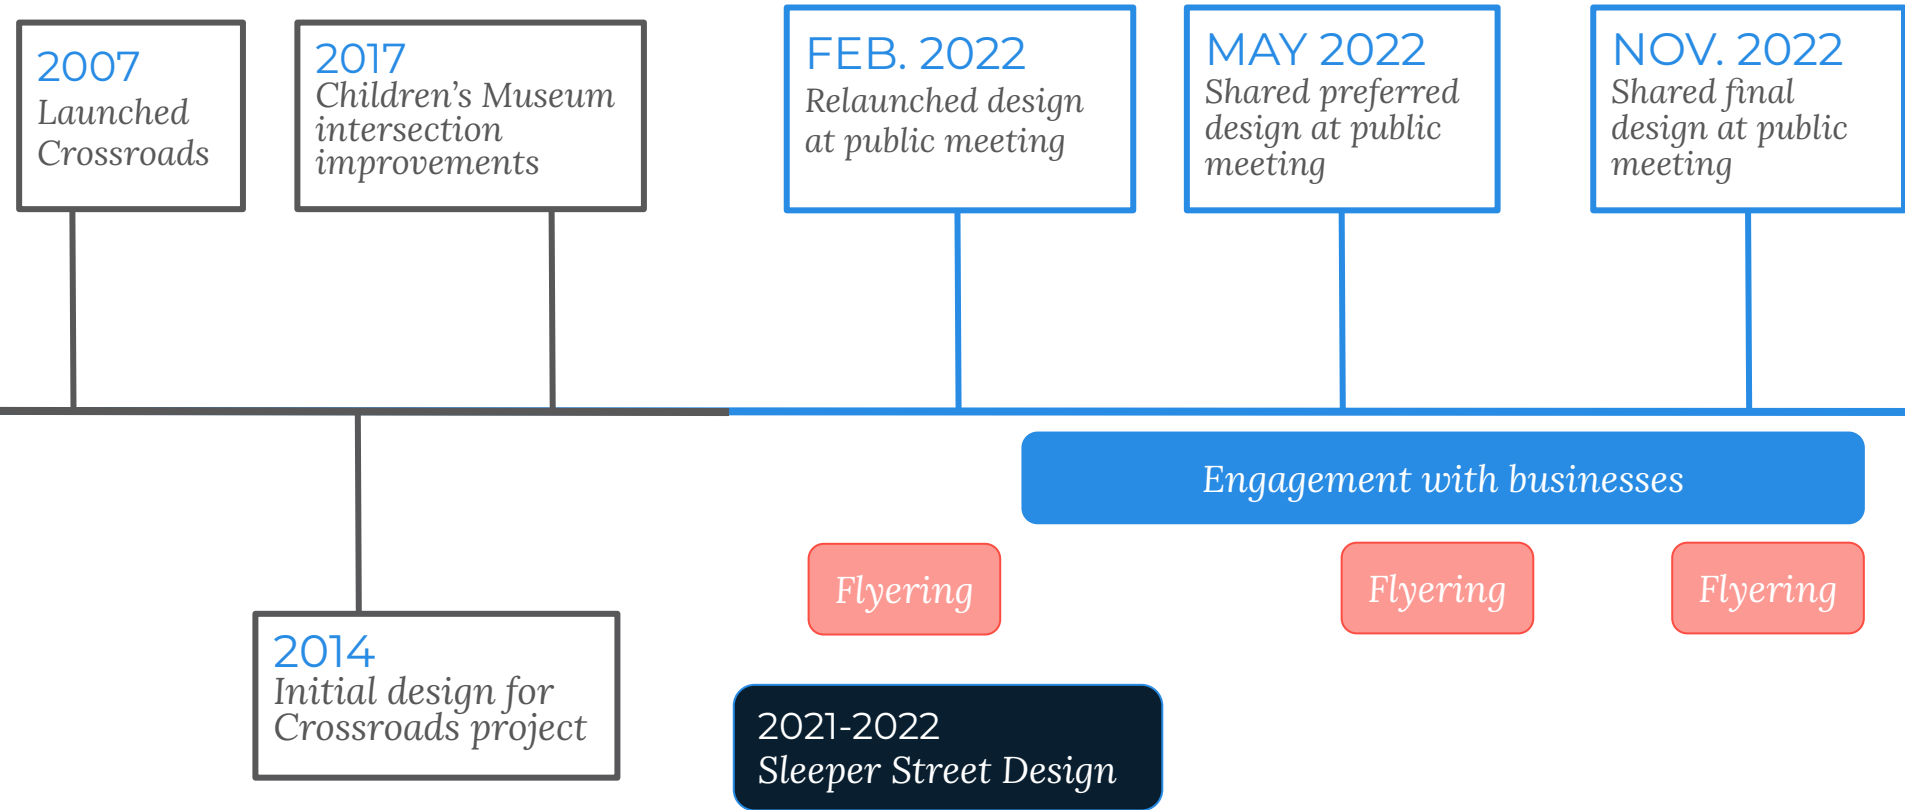 2007
Launched
Crossroads
2017
Children’s Museum
intersection
improvements
FEB. 2022
Relaunched design
at public meeting
MAY 2022
Shared preferred
design at public
meeting
NOV. 2022
Shared final
design at public
meeting
Engagement with businesses
Flyering
Flyering
Flyering
2014
Initial design for
Crossroads project
2021-2022
Sleeper Street Design